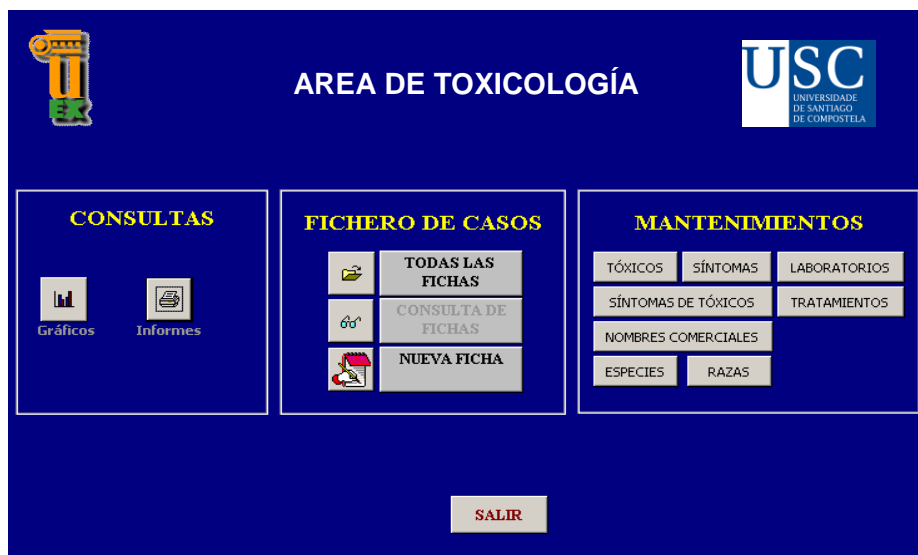 U
EX
AREA DE TOXICOLOGÍA
USC
UNIVERSIDADE
DE SANTIAGO
DE COMPOSTELA
CONSULTAS
Gráficos
Informes
FICHERO DE CASOS
TODAS LAS
FICHAS
CONSULTA DE
FICHAS
NUEVA FICHA
MANTENIMIENTOS
TÓXICOS
SÍNTOMAS
LABORATORIOS
SÍNTOMAS DE TÓXICOS
TRATAMIENTOS
NOMBRES COMERCIALES
ESPECIES
RAZAS
SALIR